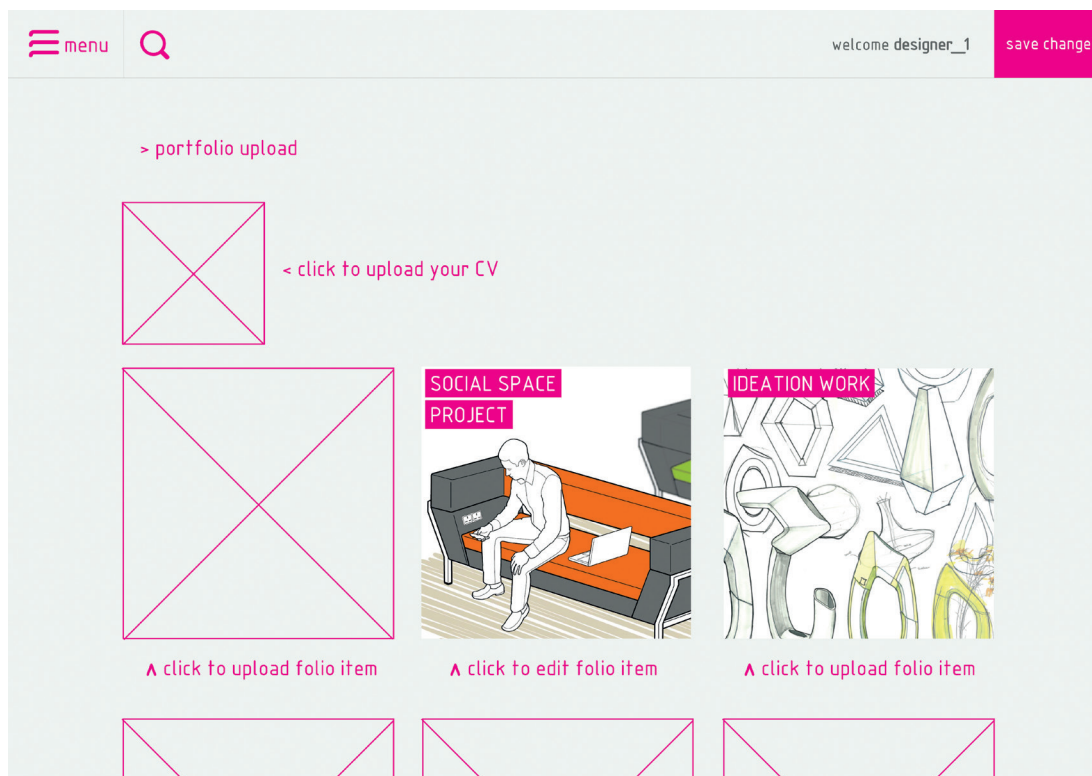 menu
welcome designer_1
save change
> portfolio upload
< click to upload your CV
SOCIAL SPACE
PROJECT
IDEATION WORK
∧ click to upload folio item
∧ click to edit folio item
∧ click to upload folio item